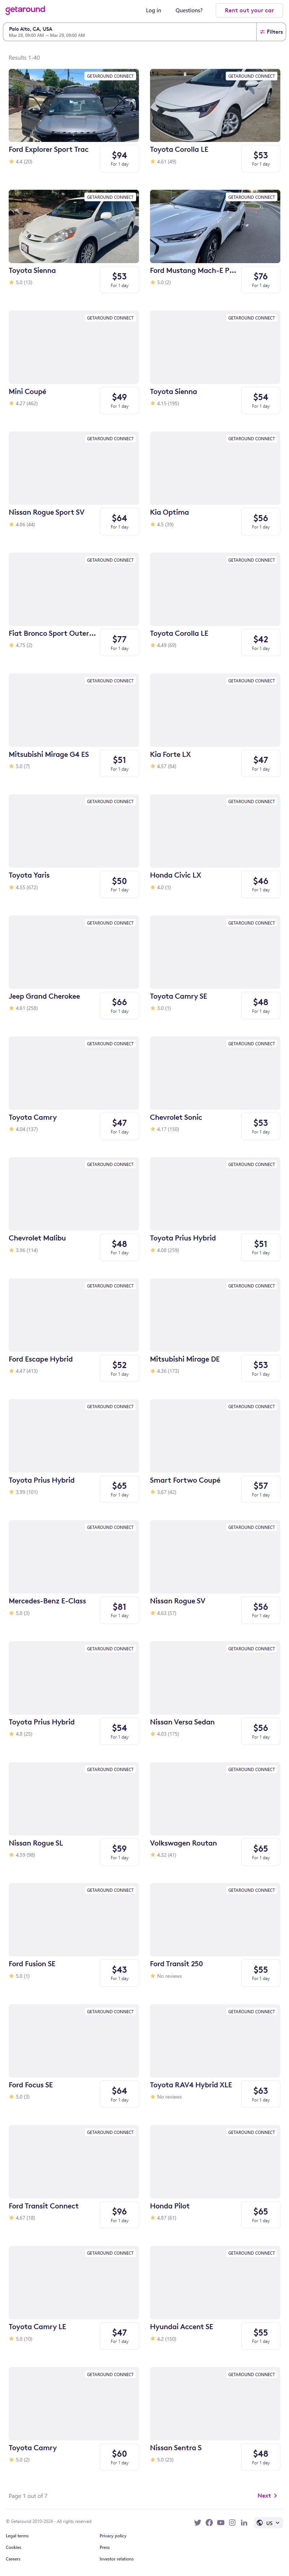 getaround
Log in
Questions?
Rent out your car
Palo Alto, CA, USA
Mar 28, 09:00 AM → Mar 29, 09:00 AM
Filters
Results 1-40
GETAROUND CONNECT
Ford Explorer Sport Trac
4.4 (20)
$94
For 1 day
GETAROUND CONNECT
Toyota Corolla LE
4.61 (49)
$53
For 1 day
GETAROUND CONNECT
Toyota Sienna
5.0 (13)
$53
For 1 day
GETAROUND CONNECT
Ford Mustang Mach-E P...
5.0 (2)
$76
For 1 day
GETAROUND CONNECT
Mini Coupé
4.27 (462)
$49
For 1 day
GETAROUND CONNECT
Toyota Sienna
4.15 (195)
$54
For 1 day
GETAROUND CONNECT
Nissan Rogue Sport SV
4.86 (44)
$64
For 1 day
GETAROUND CONNECT
Kia Optima
4.5 (39)
$56
For 1 day
GETAROUND CONNECT
Fiat Bronco Sport Outer...
4.75 (2)
$77
For 1 day
GETAROUND CONNECT
Toyota Corolla LE
4.49 (69)
$42
For 1 day
GETAROUND CONNECT
Mitsubishi Mirage G4 ES
5.0 (7)
$51
For 1 day
GETAROUND CONNECT
Kia Forte LX
4.57 (84)
$47
For 1 day
GETAROUND CONNECT
Toyota Yaris
4.55 (672)
$50
For 1 day
GETAROUND CONNECT
Honda Civic LX
4.0 (1)
$46
For 1 day
GETAROUND CONNECT
Jeep Grand Cherokee
4.61 (258)
$66
For 1 day
GETAROUND CONNECT
Toyota Camry SE
3.0 (1)
$48
For 1 day
GETAROUND CONNECT
Toyota Camry
4.04 (137)
$47
For 1 day
GETAROUND CONNECT
Chevrolet Sonic
4.17 (150)
$53
For 1 day
GETAROUND CONNECT
Chevrolet Malibu
3.96 (114)
$48
For 1 day
GETAROUND CONNECT
Toyota Prius Hybrid
4.08 (259)
$51
For 1 day
GETAROUND CONNECT
Ford Escape Hybrid
4.47 (413)
$52
For 1 day
GETAROUND CONNECT
Mitsubishi Mirage DE
4.36 (173)
$53
For 1 day
GETAROUND CONNECT
Toyota Prius Hybrid
3.99 (101)
$65
For 1 day
GETAROUND CONNECT
Smart Fortwo Coupé
3.67 (42)
$57
For 1 day
GETAROUND CONNECT
Mercedes-Benz E-Class
5.0 (3)
$81
For 1 day
GETAROUND CONNECT
Nissan Rogue SV
4.63 (57)
$56
For 1 day
GETAROUND CONNECT
Toyota Prius Hybrid
4.8 (25)
$54
For 1 day
GETAROUND CONNECT
Nissan Versa Sedan
4.03 (175)
$56
For 1 day
GETAROUND CONNECT
Nissan Rogue SL
4.59 (98)
$59
For 1 day
GETAROUND CONNECT
Volkswagen Routan
4.32 (41)
$65
For 1 day
GETAROUND CONNECT
Ford Fusion SE
5.0 (1)
$43
For 1 day
GETAROUND CONNECT
Ford Transit 250
No reviews
$55
For 1 day
GETAROUND CONNECT
Ford Focus SE
5.0 (3)
$64
For 1 day
GETAROUND CONNECT
Toyota RAV4 Hybrid XLE
No reviews
$63
For 1 day
GETAROUND CONNECT
Ford Transit Connect
4.67 (18)
$96
For 1 day
GETAROUND CONNECT
Honda Pilot
4.87 (61)
$65
For 1 day
GETAROUND CONNECT
Toyota Camry LE
5.0 (10)
$47
For 1 day
GETAROUND CONNECT
Hyundai Accent SE
4.2 (150)
$55
For 1 day
GETAROUND CONNECT
Toyota Camry
5.0 (2)
$60
For 1 day
GETAROUND CONNECT
Nissan Sentra S
5.0 (23)
$48
For 1 day
Page 1 out of 7
Next
© Getaround 2010-2024 - All rights reserved
US
Legal terms
Privacy policy
Cookies
Press
Careers
Investor relations